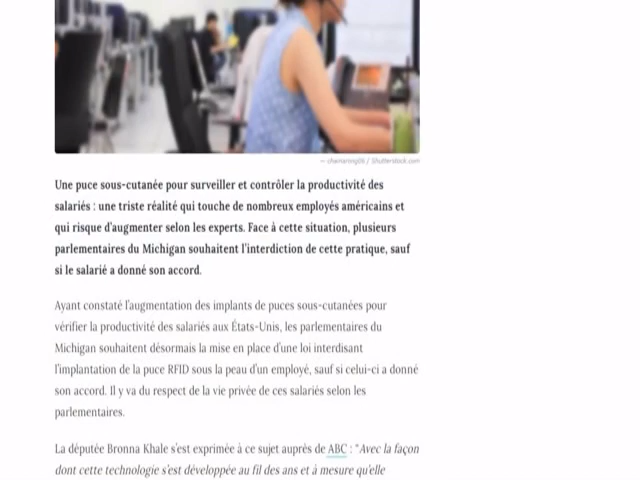 Une puce sous-cutanée pour surveiller et contrôler la productivité des
salariés : une triste réalité qui touche de nombreux employés américains et
qui risque d'augmenter selon les experts. Face à cette situation, plusieurs
parlementaires du Michigan souhaitent l'interdiction de cette pratique, sauf
si le salarié a donné son accord.
Ayant constaté l'augmentation des implants de puces sous-cutanées pour
vérifier la productivité des salariés aux États-Unis, les parlementaires du
Michigan souhaitent désormais la mise en place d'une loi interdisant
l'implantation de la puce RFID sous la peau d'un employé, sauf si celui-ci a donné
son accord. Il y va du respect de la vie privée de ces salariés selon les
parlementaires.
La députée Bronna Khale s'est exprimée à ce sujet auprès de ABC : "Avec la façon
dont cette technologie s'est développée au fil des ans et à mesure qu'elle